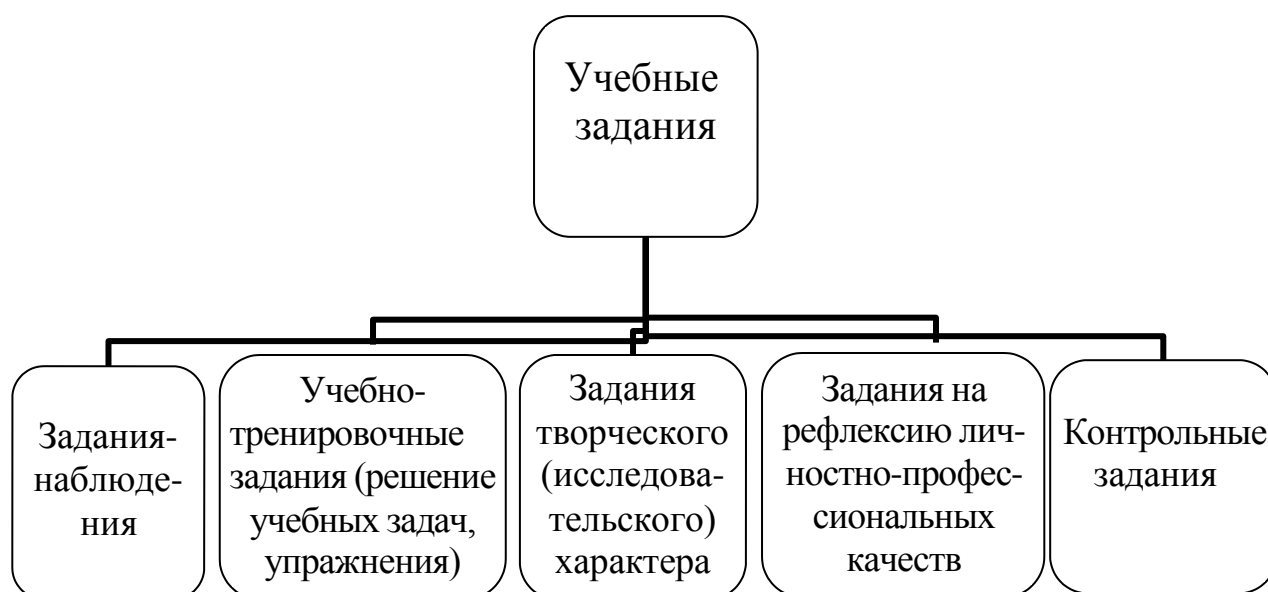 Учебные
задания
Задания-
наблюде-
ния
Учебно-
тренировочные
задания (решение
учебных задач,
упражнения)
Задания
творческого
(исследова-
тельского)
характера
Задания на
рефлексию лич-
ностно-профес-
сиональных
качеств
Контрольные
задания